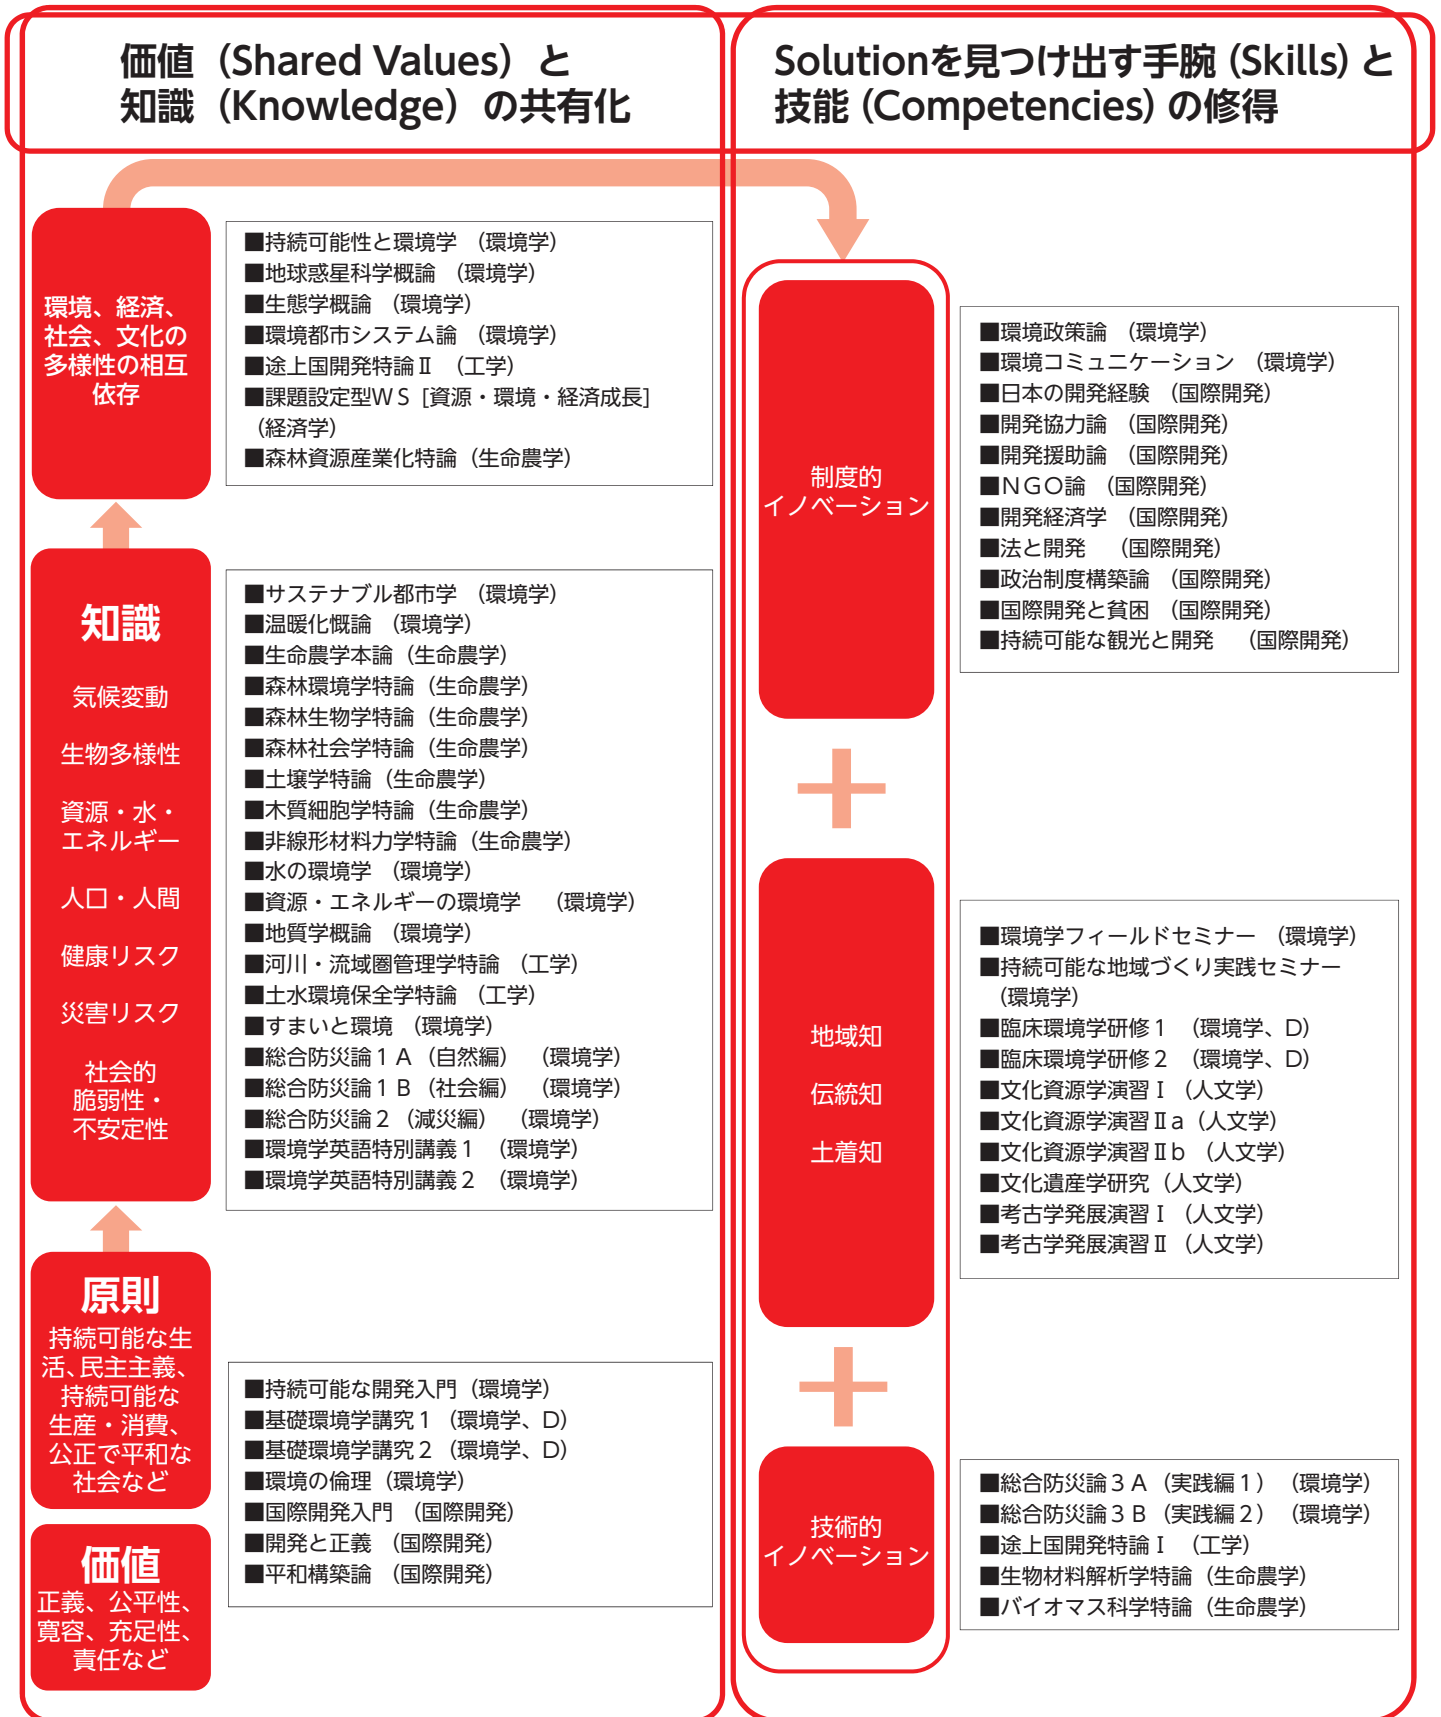 価値（Shared Values）と
知識（Knowledge）の共有化
環境、経済、
社会、文化の
多様性の相互
依存
■持続可能性と環境学　（環境学）
■地球惑星科学概論　（環境学）
■生態学概論　（環境学）
■環境都市システム論　（環境学）
■途上国開発特論Ⅱ　（工学）
■課題設定型ＷＳ［資源・環境・経済成長］
（経済学）
■森林資源産業化特論（生命農学）
知識
気候変動
生物多様性
資源・水・
エネルギー
人口・人間
健康リスク
災害リスク
社会的
脆弱性・
不安定性
■サステナブル都市学　（環境学）
■温暖化慨論　（環境学）
■生命農学本論（生命農学）
■森林環境学特論（生命農学）
■森林生物学特論（生命農学）
■森林社会学特論（生命農学）
■土壌学特論（生命農学）
■木質細胞学特論（生命農学）
■非線形材料力学特論（生命農学）
■水の環境学　（環境学）
■資源・エネルギーの環境学　　（環境学）
■地質学概論　（環境学）
■河川・流域圏管理学特論　（工学）
■土水環境保全学特論　（工学）
■すまいと環境　（環境学）
■総合防災論１Ａ（自然編）　（環境学）
■総合防災論１Ｂ（社会編）　（環境学）
■総合防災論２（減災編）　（環境学）
■環境学英語特別講義１　（環境学）
■環境学英語特別講義２　（環境学）
原則
持続可能な生
活、民主主義、
持続可能な
生産・消費、
公正で平和な
社会など
価値
正義、公平性、
寛容、充足性、
責任など
■持続可能な開発入門（環境学）
■基礎環境学講究１（環境学、Ｄ）
■基礎環境学講究２（環境学、Ｄ）
■環境の倫理（環境学）
■国際開発入門　（国際開発）
■開発と正義　（国際開発）
■平和構築論　（国際開発）
Solutionを見つけ出す手腕（Skills）と
技能（Competencies）の修得
制度的
イノベーション
■環境政策論　（環境学）
■環境コミュニケーション　（環境学）
■日本の開発経験　（国際開発）
■開発協力論　（国際開発）
■開発援助論　（国際開発）
■ＮＧＯ論　（国際開発）
■開発経済学　（国際開発）
■法と開発　　（国際開発）
■政治制度構築論　（国際開発）
■国際開発と貧困　（国際開発）
■持続可能な観光と開発　　（国際開発）
地域知
伝統知
土着知
■環境学フィールドセミナー　（環境学）
■持続可能な地域づくり実践セミナー
（環境学）
■臨床環境学研修１　（環境学、Ｄ）
■臨床環境学研修２　（環境学、Ｄ）
■文化資源学演習Ⅰ　（人文学）
■文化資源学演習Ⅱａ（人文学）
■文化資源学演習Ⅱｂ　（人文学）
■文化遺産学研究（人文学）
■考古学発展演習Ⅰ　（人文学）
■考古学発展演習Ⅱ　（人文学）
技術的
イノベーション
■総合防災論３Ａ（実践編１）　（環境学）
■総合防災論３Ｂ（実践編２）　（環境学）
■途上国開発特論Ⅰ　（工学）
■生物材料解析学特論（生命農学）
■バイオマス科学特論（生命農学）